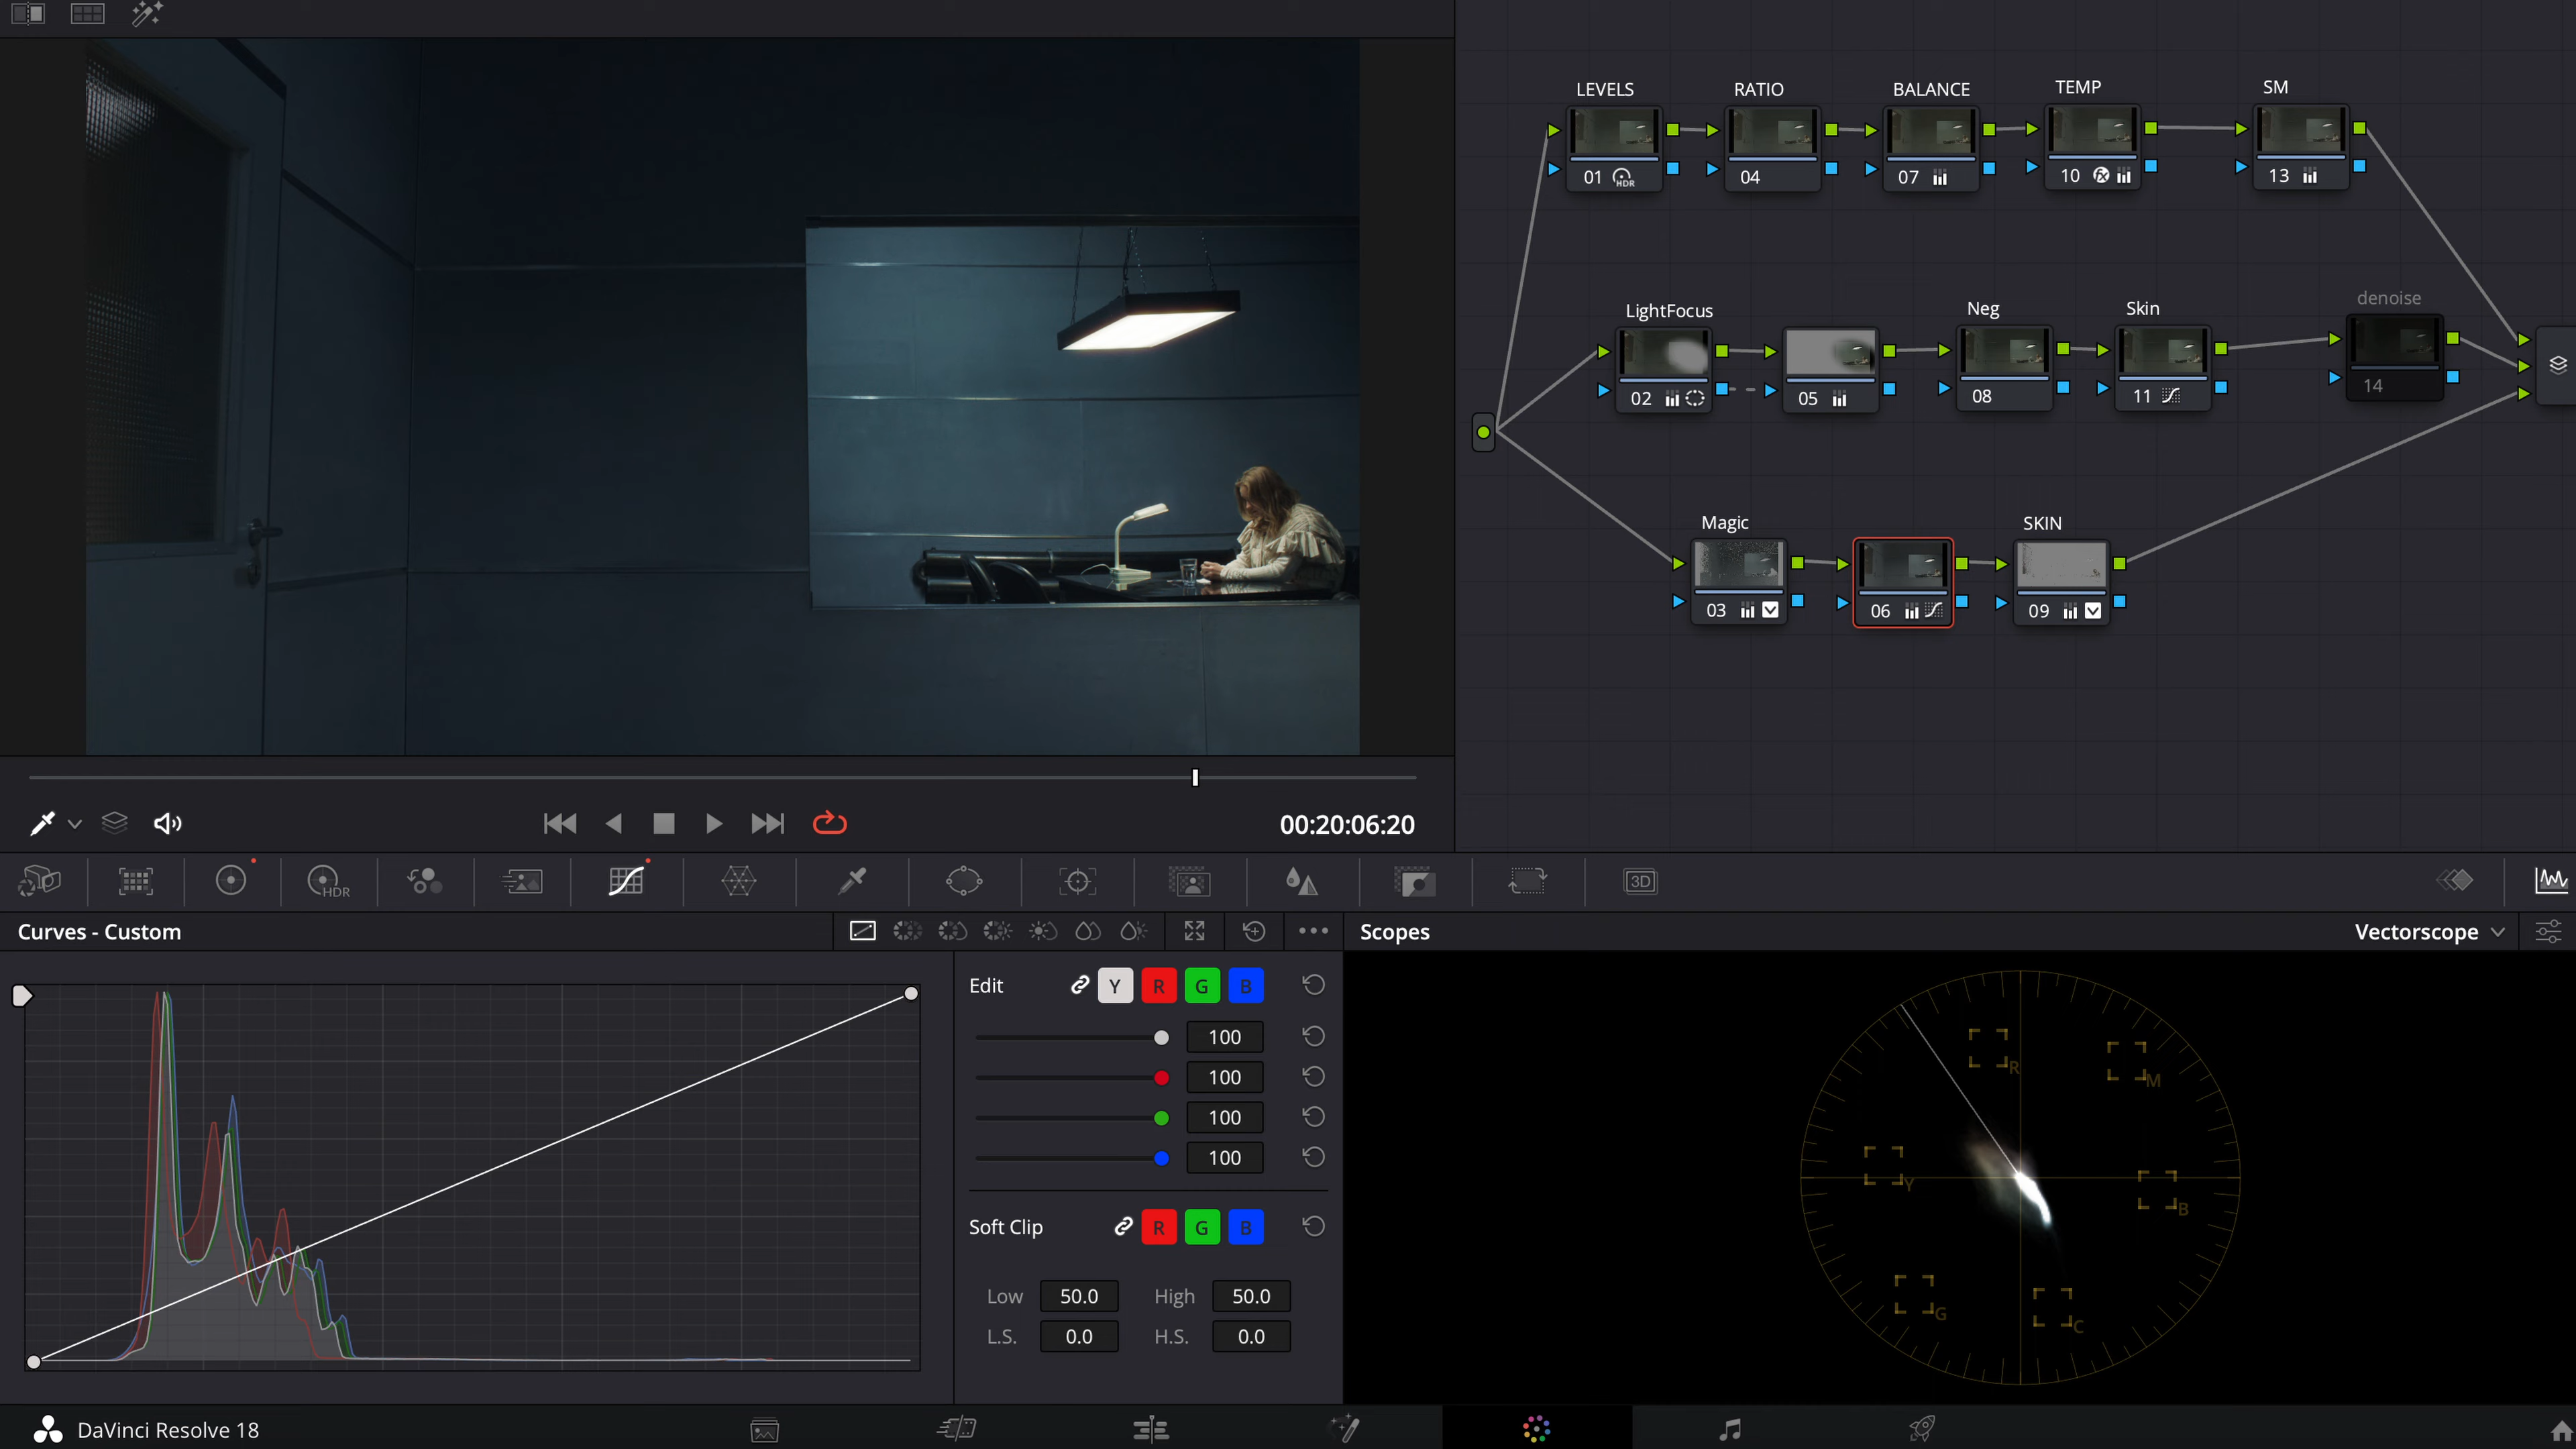 LEVELS RATIO BALANCE TEMP SM
01 HDR 04 07 10 fx 13
LightFocus Neg Skin denoise
02 05 08 11 14
Magic SKIN
03 06 09
00:20:06:20
HDR 3D
Curves - Custom
Scopes Vectorscope
Edit Y R G B
100
100
100
100
Soft Clip R G B
Low 50.0 High 50.0
L.S. 0.0 H.S. 0.0
R
M
Y
B
G
C
DaVinci Resolve 18